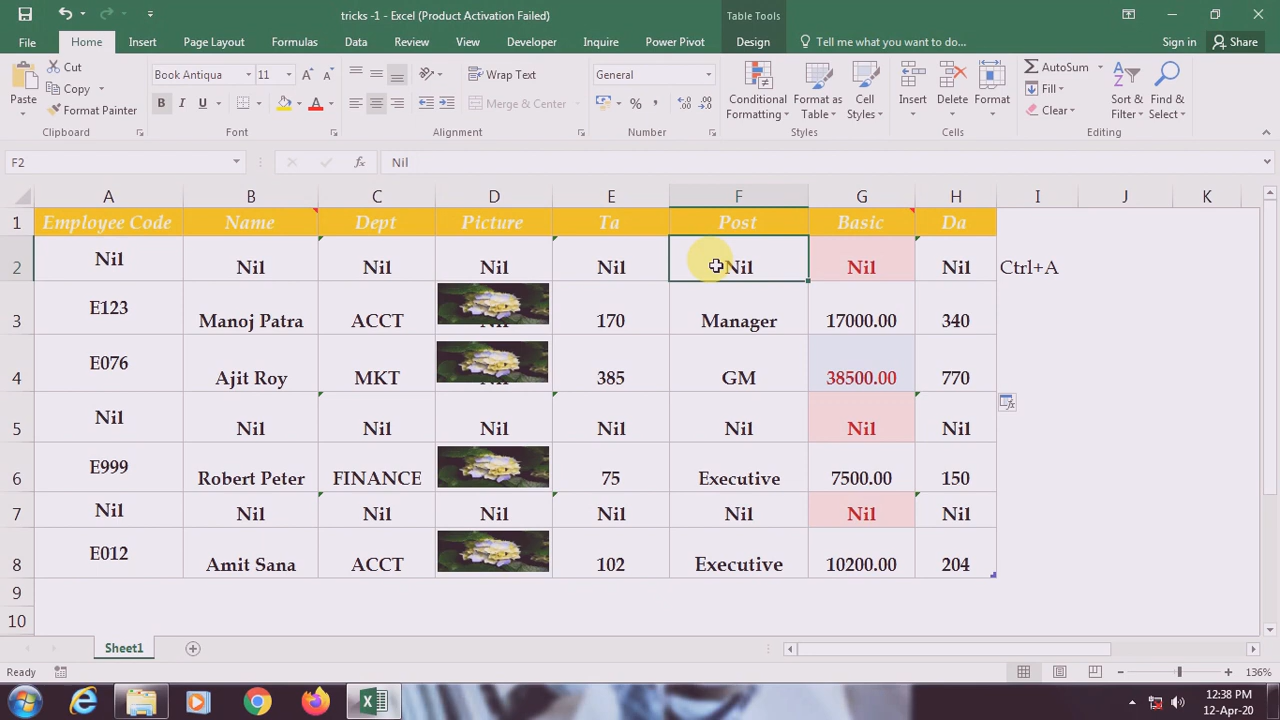 tricks -1 - Excel (Product Activation Failed)
Table Tools
File Home Insert Page Layout Formulas Data Review View Developer Inquire Power Pivot Design Tell me what you want to do... Sign in Share
Paste
Cut
Copy
Format Painter
Clipboard
Book Antiqua 11
B I U
Font
Wrap Text
Merge & Center
Alignment
General
% ,
Number
Conditional Formatting
Format as Table
Cell Styles
Styles
Insert Delete Format
Cells
AutoSum
Fill
Clear
Sort & Filter
Find & Select
Editing
F2 fx Nil
A B C D E F G H I J K
1 Employee Code Name Dept Picture Ta Post Basic Da
2 Nil Nil Nil Nil Nil Nil Nil Nil Ctrl+A
3 E123 Manoj Patra ACCT Nil 170 Manager 17000.00 340
4 E076 Ajit Roy MKT Nil 385 GM 38500.00 770
5 Nil Nil Nil Nil Nil Nil Nil Nil
6 E999 Robert Peter FINANCE 75 Executive 7500.00 150
7 Nil Nil Nil Nil Nil Nil Nil Nil
8 E012 Amit Sana ACCT 102 Executive 10200.00 204
9
10
Sheet1
Ready 136%
12:38 PM
12-Apr-20